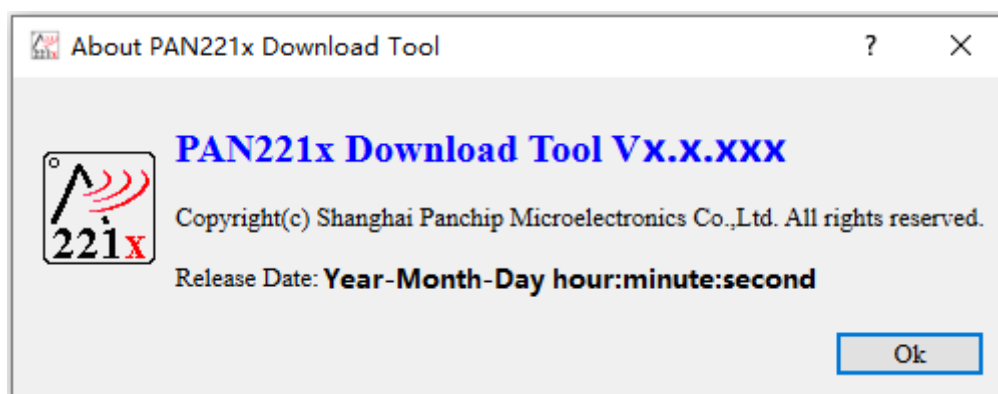 About PAN221x Download Tool ? ×
PAN221x Download Tool Vx.x.xxx
221x
Copyright(c) Shanghai Panchip Microelectronics Co.,Ltd. All rights reserved.
Release Date: Year-Month-Day hour:minute:second
Ok